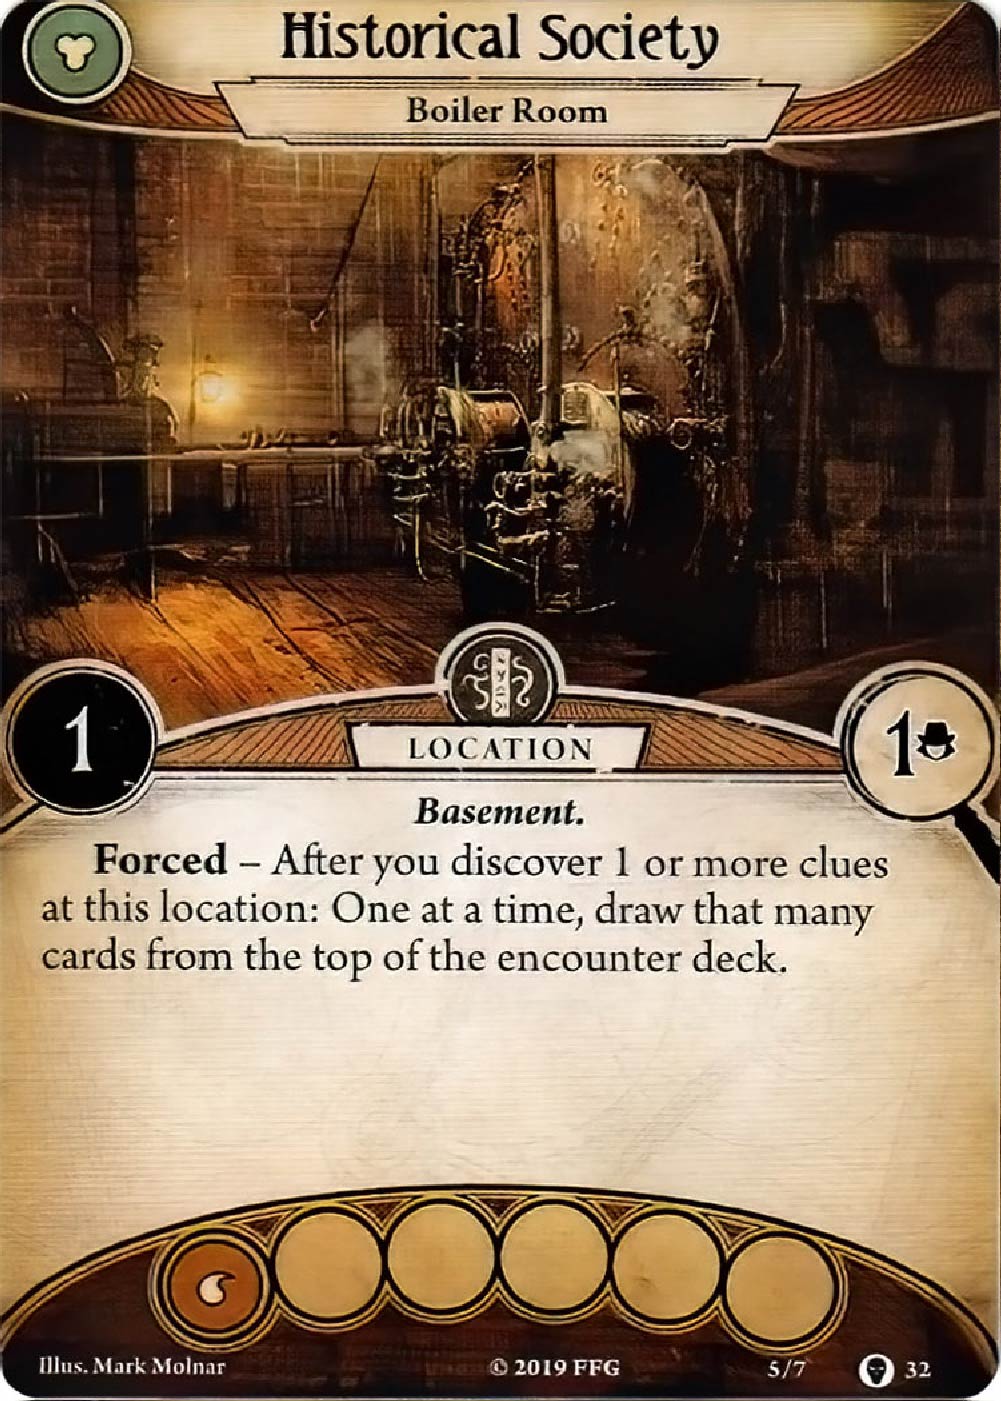 Historical Society
Boiler Room
1
1
LOCATION
Basement.
Forced – After you discover 1 or more clues
at this location: One at a time, draw that many
cards from the top of the encounter deck.
Illus. Mark Molnar
© 2019 FFG
5/7
32